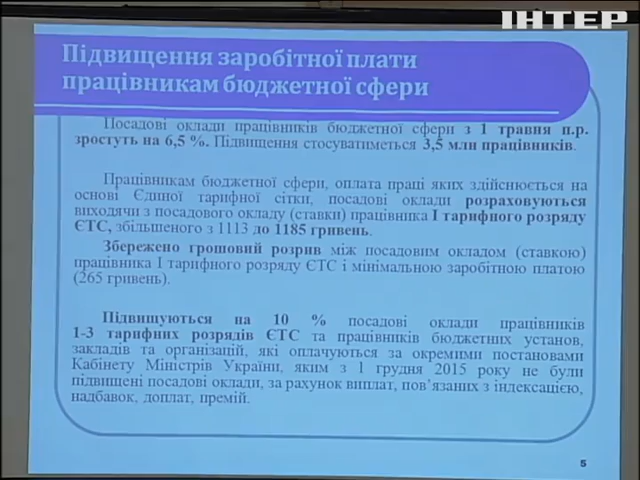 ІНТЕР
Підвищення заробітної плати
працівникам бюджетної сфери
Посадові оклади працівників бюджетної сфери з 1 травня п.р.
зростуть на 6,5 %. Підвищення стосуватиметься 3,5 млн працівників.
Працівникам бюджетної сфери, оплата праці яких здійснюється на
основі Єдиної тарифної сітки, посадові оклади розраховуються
виходячи з посадового окладу (ставки) працівника І тарифного розряду
ЄТС, збільшеного з 1113 до 1185 гривень.
Збережено грошовий розрив між посадовим окладом (ставкою)
працівника І тарифного розряду ЄТС і мінімальною заробітною платою
(265 гривень).
Підвищуються на 10 % посадові оклади працівників
1-3 тарифних розрядів ЄТС та працівників бюджетних установ,
закладів та організацій, які оплачуються за окремими постановами
Кабінету Міністрів України, яким з 1 грудня 2015 року не були
підвищені посадові оклади, за рахунок виплат, пов’язаних з індексацією,
надбавок, доплат, премій.
5